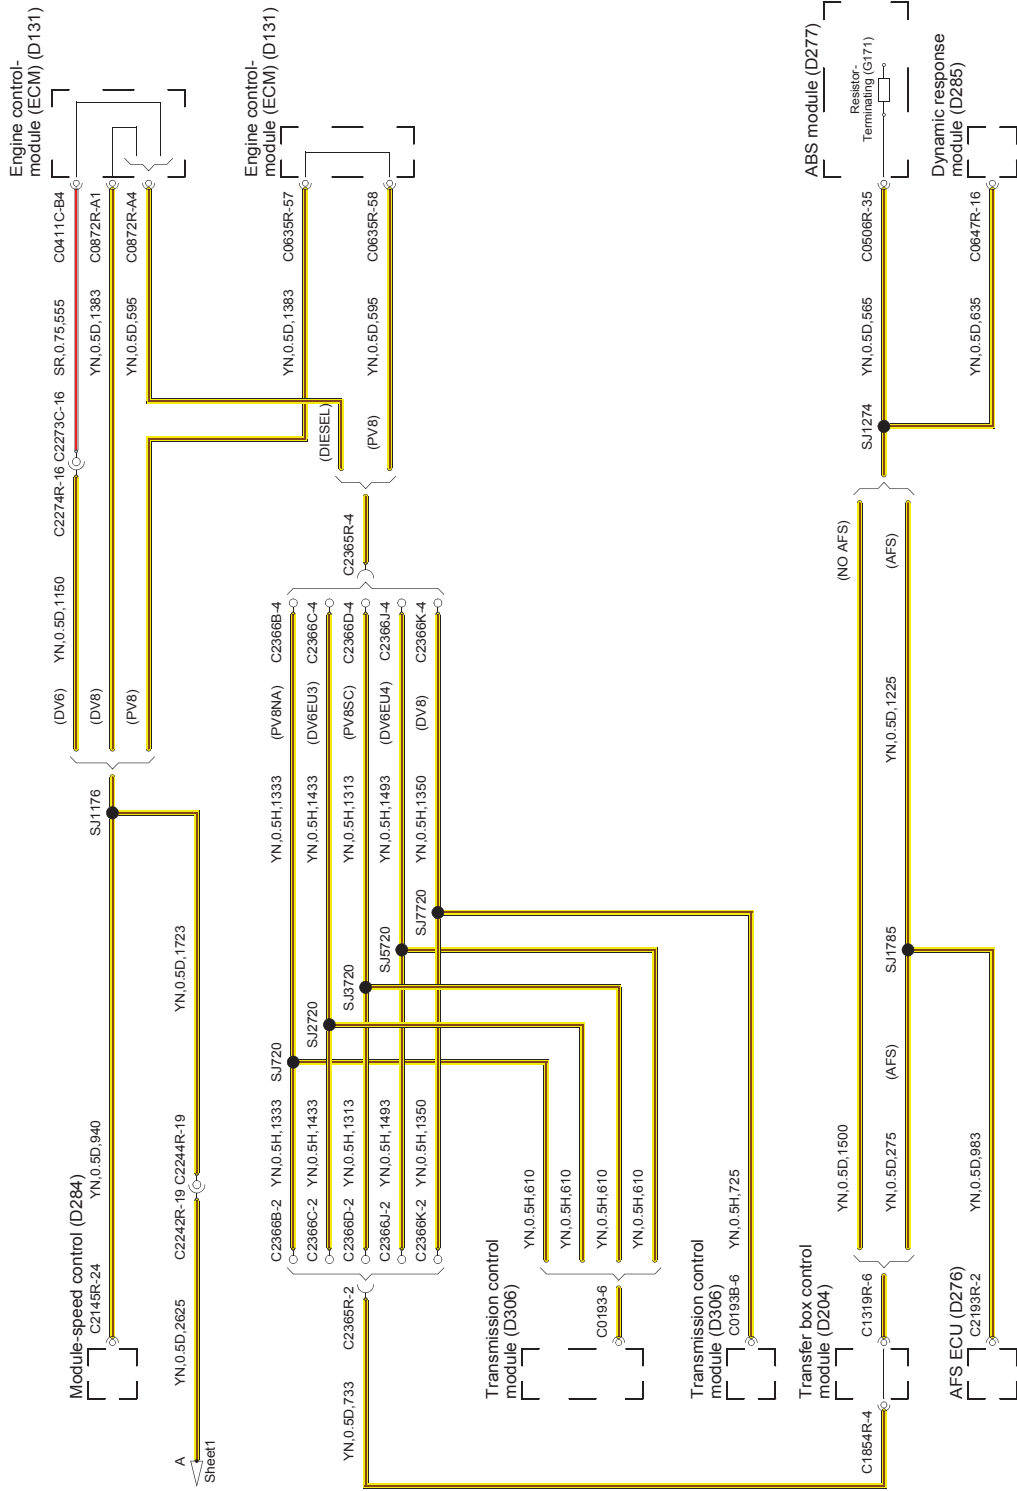 Module-speed control (D284)
C2145R-24
YN,0.5D,940
SJ1176
(DV6)
YN,0.5D,1150
C2274R-16
C2273C-16
SR,0.75,555
C0411C-B4
Engine control-
module (ECM) (D131)
(DV8)
YN,0.5D,1383
C0872R-A1
(PV8)
YN,0.5D,595
C0872R-A4
A
Sheet1
YN,0.5D,2625
C2242R-19
C2244R-19
YN,0.5D,1723
Engine control-
module (ECM) (D131)
YN,0.5D,1383
C0635R-57
(DIESEL)
(PV8)
YN,0.5D,595
C0635R-58
YN,0.5D,733
C2365R-2
C2366B-2
YN,0.5H,1333
SJ720
YN,0.5H,1333
(PV8NA)
C2366B-4
C2366C-2
YN,0.5H,1433
SJ2720
YN,0.5H,1433
(DV6EU3)
C2366C-4
C2366D-2
YN,0.5H,1313
SJ3720
YN,0.5H,1313
(PV8SC)
C2366D-4
C2365R-4
C2366J-2
YN,0.5H,1493
SJ5720
YN,0.5H,1493
(DV6EU4)
C2366J-4
C2366K-2
YN,0.5H,1350
SJ7720
YN,0.5H,1350
(DV8)
C2366K-4
Transmission control
module (D306)
C0193-6
YN,0.5H,610
YN,0.5H,610
YN,0.5H,610
YN,0.5H,610
Transmission control
module (D306)
C0193B-6
YN,0.5H,725
Transfer box control
module (D204)
C1854R-4
C1319R-6
YN,0.5D,1500
(NO AFS)
YN,0.5D,275
(AFS)
SJ1785
YN,0.5D,1225
(AFS)
SJ1274
YN,0.5D,565
C0506R-35
ABS module (D277)
Resistor-
Terminating (G171)
AFS ECU (D276)
C2193R-2
YN,0.5D,983
YN,0.5D,635
C0647R-16
Dynamic response
module (D285)